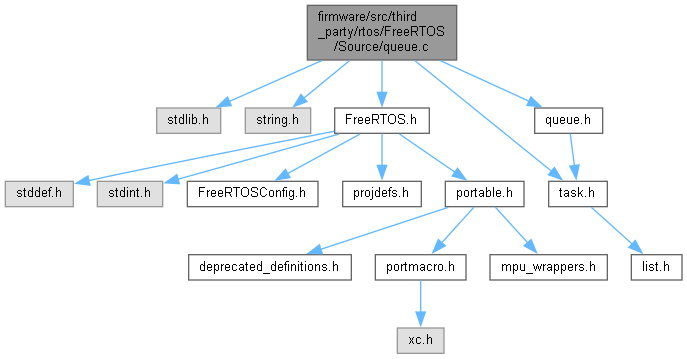 firmware/src/third
_party/rtos/FreeRTOS
/Source/queue.c
stdlib.h
string.h
FreeRTOS.h
queue.h
stddef.h
stdint.h
FreeRTOSConfig.h
projdefs.h
portable.h
task.h
deprecated_definitions.h
portmacro.h
mpu_wrappers.h
list.h
xc.h